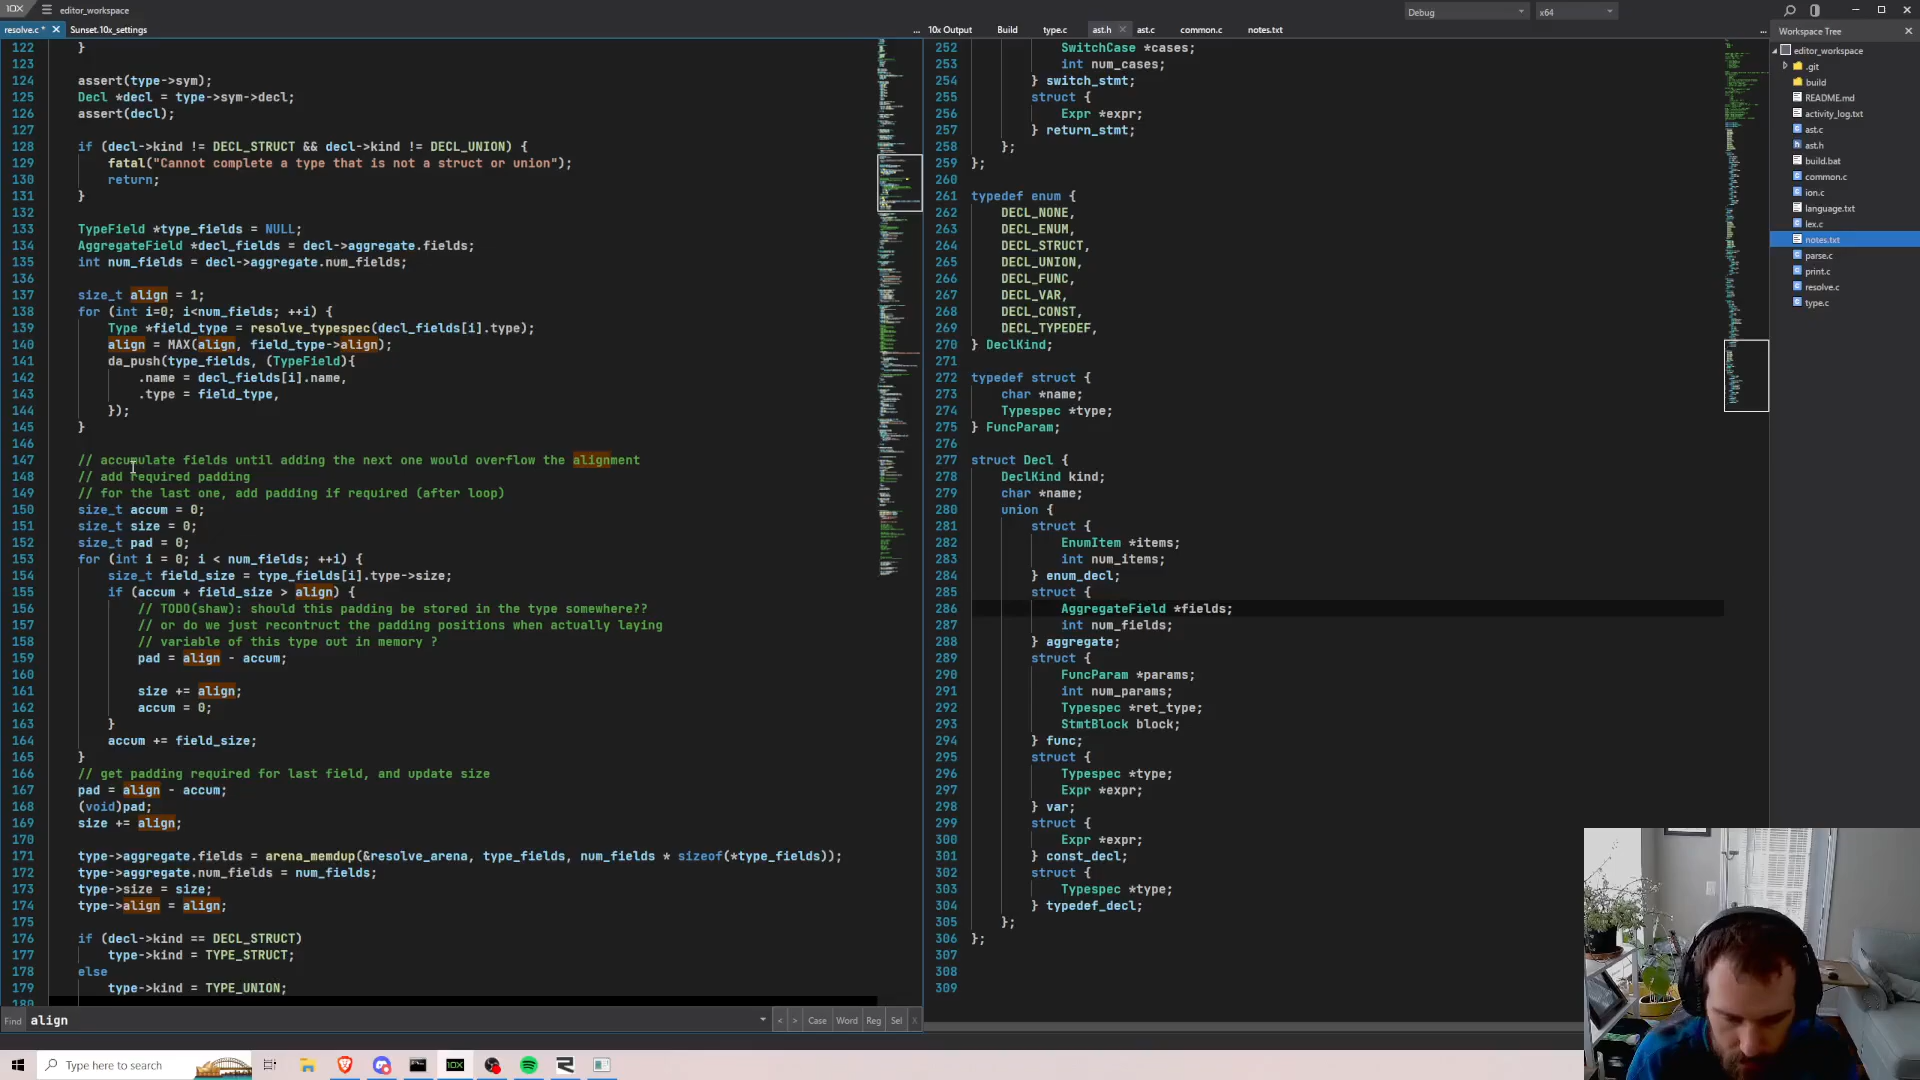 10X
editor_workspace
Debug
x64
resolve.c *
Sunset.10x_settings
...
10x Output
Build
type.c
ast.h
ast.c
common.c
notes.txt
...
Workspace Tree
122 }
123
124 assert(type->sym);
125 Decl *decl = type->sym->decl;
126 assert(decl);
127
128 if (decl->kind != DECL_STRUCT && decl->kind != DECL_UNION) {
129 fatal("Cannot complete a type that is not a struct or union");
130 return;
131 }
132
133 TypeField *type_fields = NULL;
134 AggregateField *decl_fields = decl->aggregate.fields;
135 int num_fields = decl->aggregate.num_fields;
136
137 size_t align = 1;
138 for (int i=0; i<num_fields; ++i) {
139 Type *field_type = resolve_typespec(decl_fields[i].type);
140 align = MAX(align, field_type->align);
141 da_push(type_fields, (TypeField){
142 .name = decl_fields[i].name,
143 .type = field_type,
144 });
145 }
146
147 // accumulate fields until adding the next one would overflow the alignment
148 // add required padding
149 // for the last one, add padding if required (after loop)
150 size_t accum = 0;
151 size_t size = 0;
152 size_t pad = 0;
153 for (int i = 0; i < num_fields; ++i) {
154 size_t field_size = type_fields[i].type->size;
155 if (accum + field_size > align) {
156 // TODO(shaw): should this padding be stored in the type somewhere??
157 // or do we just recontruct the padding positions when actually laying
158 // variable of this type out in memory ?
159 pad = align - accum;
160
161 size += align;
162 accum = 0;
163 }
164 accum += field_size;
165 }
166 // get padding required for last field, and update size
167 pad = align - accum;
168 (void)pad;
169 size += align;
170
171 type->aggregate.fields = arena_memdup(&resolve_arena, type_fields, num_fields * sizeof(*type_fields));
172 type->aggregate.num_fields = num_fields;
173 type->size = size;
174 type->align = align;
175
176 if (decl->kind == DECL_STRUCT)
177 type->kind = TYPE_STRUCT;
178 else
179 type->kind = TYPE_UNION;
180
252 SwitchCase *cases;
253 int num_cases;
254 } switch_stmt;
255 struct {
256 Expr *expr;
257 } return_stmt;
258 };
259 };
260
261 typedef enum {
262 DECL_NONE,
263 DECL_ENUM,
264 DECL_STRUCT,
265 DECL_UNION,
266 DECL_FUNC,
267 DECL_VAR,
268 DECL_CONST,
269 DECL_TYPEDEF,
270 } DeclKind;
271
272 typedef struct {
273 char *name;
274 Typespec *type;
275 } FuncParam;
276
277 struct Decl {
278 DeclKind kind;
279 char *name;
280 union {
281 struct {
282 EnumItem *items;
283 int num_items;
284 } enum_decl;
285 struct {
286 AggregateField *fields;
287 int num_fields;
288 } aggregate;
289 struct {
290 FuncParam *params;
291 int num_params;
292 Typespec *ret_type;
293 StmtBlock block;
294 } func;
295 struct {
296 Typespec *type;
297 Expr *expr;
298 } var;
299 struct {
300 Expr *expr;
301 } const_decl;
302 struct {
303 Typespec *type;
304 } typedef_decl;
305 };
306 };
307
308
309
editor_workspace
.git
build
README.md
activity_log.txt
ast.c
ast.h
build.bat
common.c
ion.c
language.txt
lex.c
notes.txt
parse.c
print.c
resolve.c
type.c
Find align < > Case Word Reg Sel X
Type here to search
10X